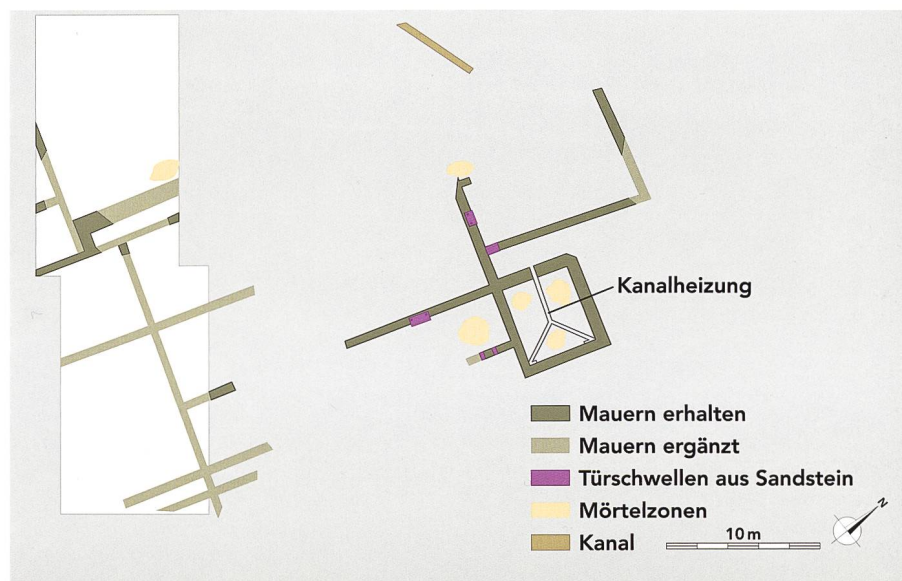 Kanalheizung
Mauern erhalten
Mauern ergänzt
Türschwellen aus Sandstein
Mörtelzonen
Kanal
10 m
N